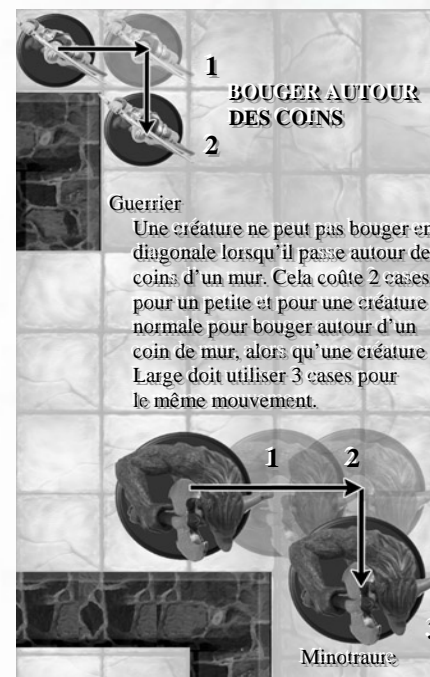 1
BOUGER AUTOUR
DES COINS
2
Guerrier
Une créature ne peut pas bouger en
diagonale lorsqu'il passe autour de
coins d'un mur. Cela coûte 2 cases
pour un petite et pour une créature
normale pour bouger autour d'un
coin de mur, alors qu'une créature
Large doit utiliser 3 cases pour
le même mouvement.
1 2
3
Minotraure